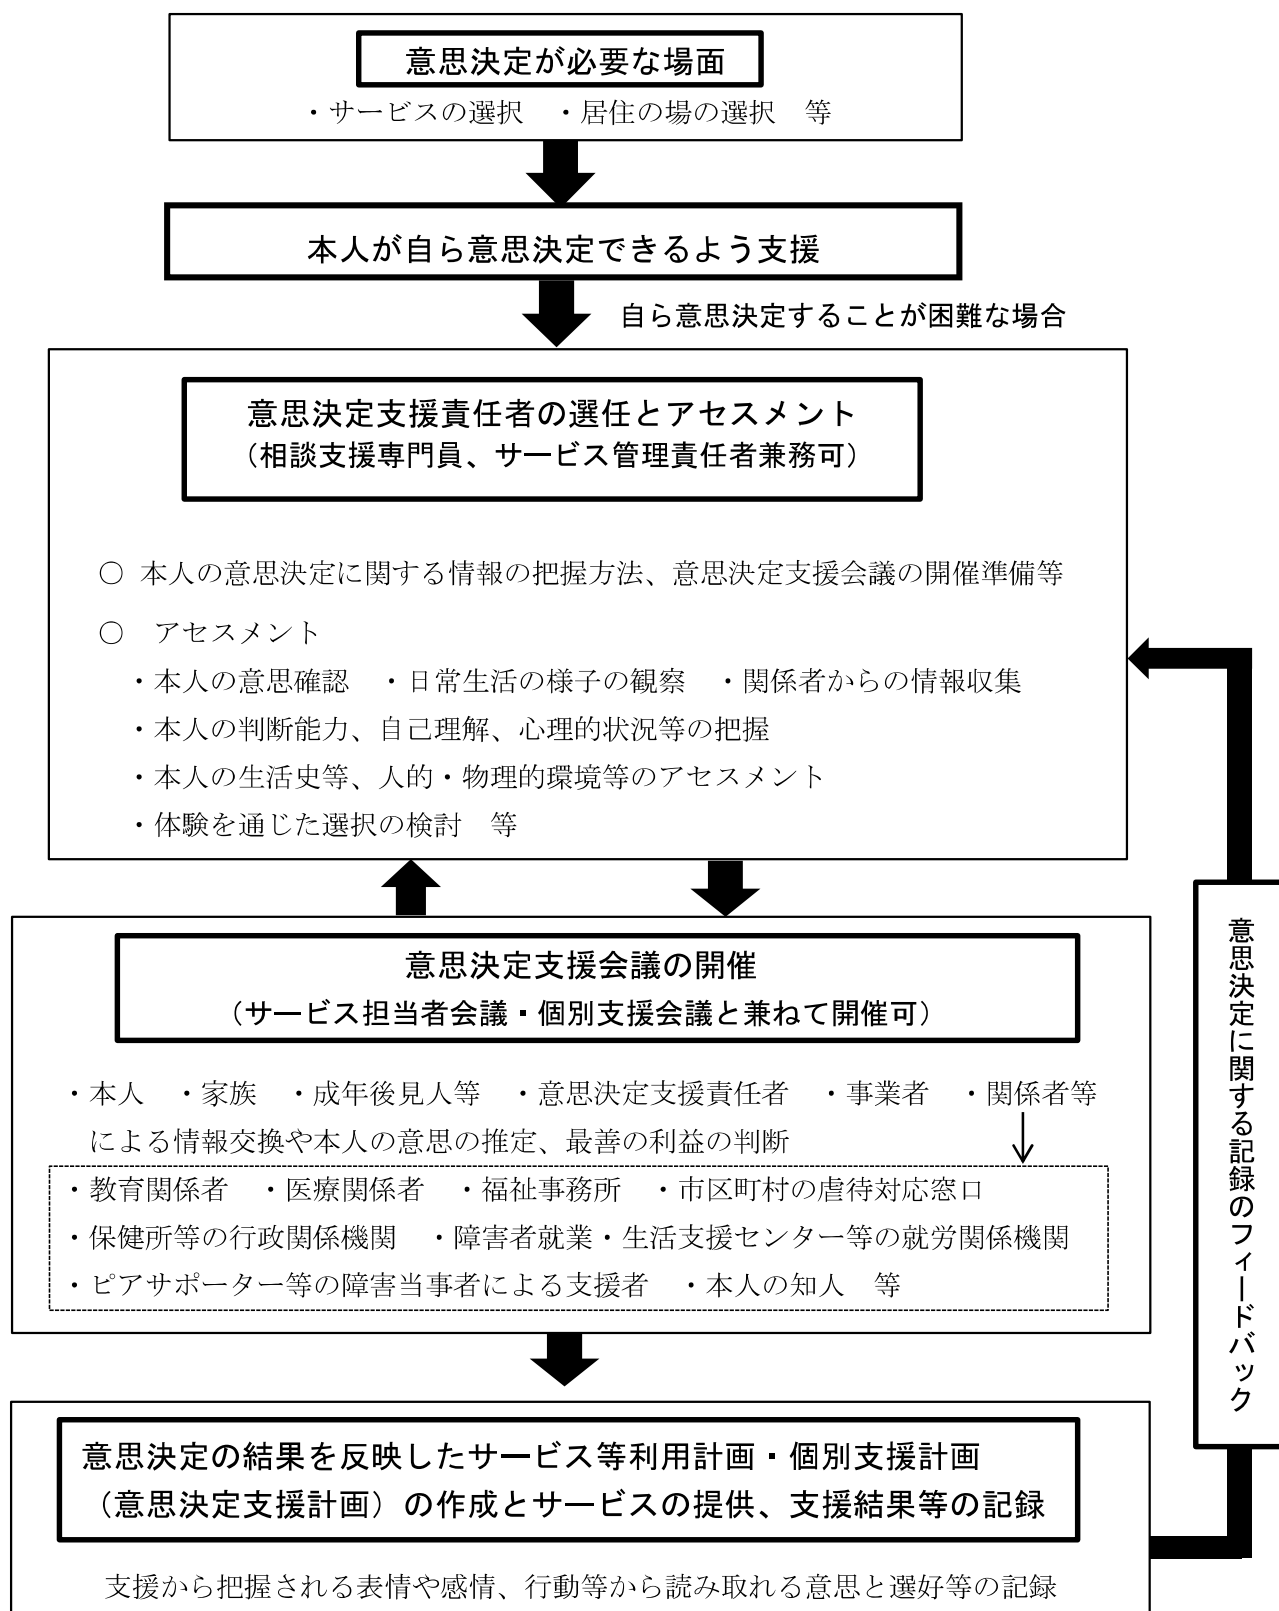 意思決定が必要な場面
・サービスの選択　・居住の場の選択　等
本人が自ら意思決定できるよう支援
自ら意思決定することが困難な場合
意思決定支援責任者の選任とアセスメント
（相談支援専門員、サービス管理責任者兼務可）
○ 本人の意思決定に関する情報の把握方法、意思決定支援会議の開催準備等
○　アセスメント
・本人の意思確認　・日常生活の様子の観察　・関係者からの情報収集
・本人の判断能力、自己理解、心理的状況等の把握
・本人の生活史等、人的・物理的環境等のアセスメント
・体験を通じた選択の検討　等
意思決定支援会議の開催
（サービス担当者会議・個別支援会議と兼ねて開催可）
・本人　・家族　・成年後見人等　・意思決定支援責任者　・事業者　・関係者等
による情報交換や本人の意思の推定、最善の利益の判断
・教育関係者　・医療関係者　・福祉事務所　・市区町村の虐待対応窓口
・保健所等の行政関係機関　・障害者就業・生活支援センター等の就労関係機関
・ピアサポーター等の障害当事者による支援者　・本人の知人　等
意思決定の結果を反映したサービス等利用計画・個別支援計画
（意思決定支援計画）の作成とサービスの提供、支援結果等の記録
支援から把握される表情や感情、行動等から読み取れる意思と選好等の記録
意思決定に関する記録のフィードバック